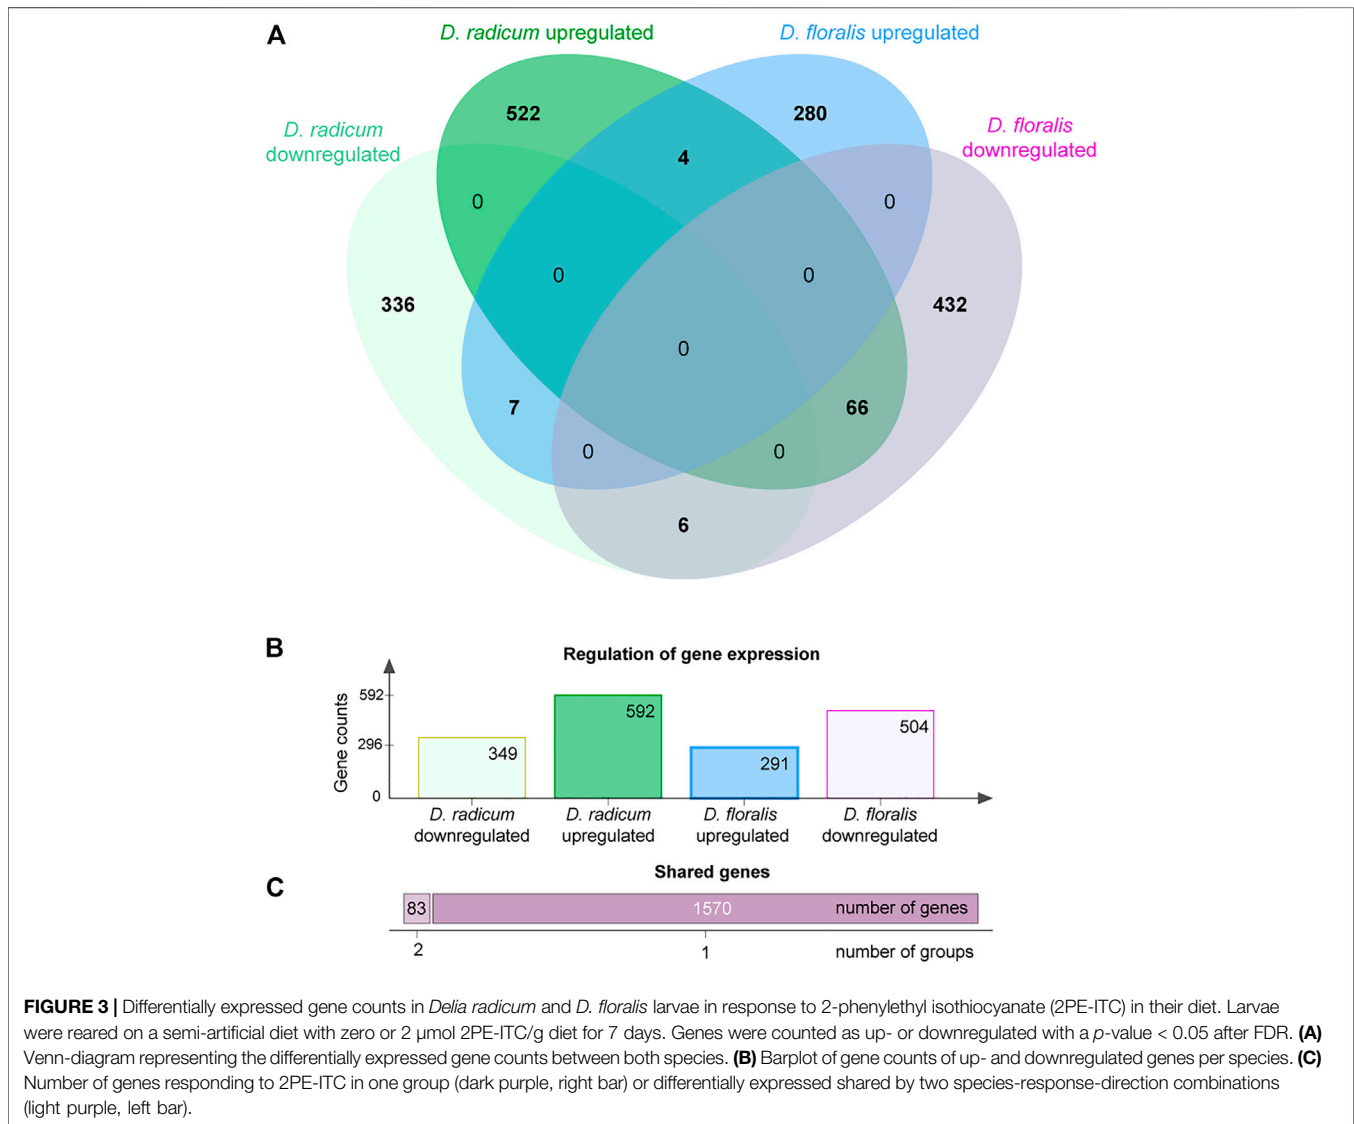 A
D. radicum upregulated
D. floralis upregulated
D. radicum
downregulated
D. floralis
downregulated
522
280
4
0
0
0
0
336
432
0
7
66
0
0
6
B
Regulation of gene expression
Gene counts
592
296
0
349
592
291
504
D. radicum
downregulated
D. radicum
upregulated
D. floralis
upregulated
D. floralis
downregulated
C
Shared genes
83
1570
number of genes
2
1
number of groups
FIGURE 3 | Differentially expressed gene counts in Delia radicum and D. floralis larvae in response to 2-phenylethyl isothiocyanate (2PE-ITC) in their diet. Larvae
were reared on a semi-artificial diet with zero or 2 μmol 2PE-ITC/g diet for 7 days. Genes were counted as up- or downregulated with a p-value < 0.05 after FDR. (A)
Venn-diagram representing the differentially expressed gene counts between both species. (B) Barplot of gene counts of up- and downregulated genes per species. (C)
Number of genes responding to 2PE-ITC in one group (dark purple, right bar) or differentially expressed shared by two species-response-direction combinations
(light purple, left bar).